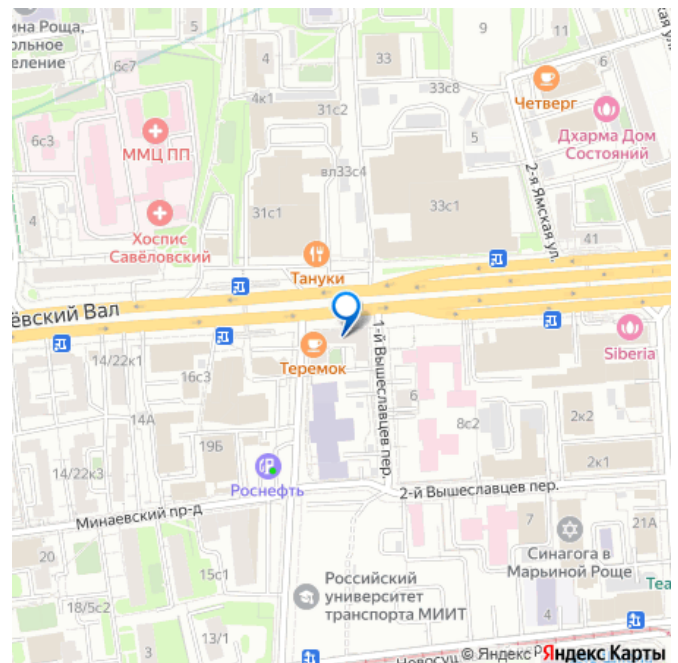 ина Роща,
ольное
еление
5
6с7
4
33
9
11
6
33с8
Четверг
4к1
31с2
5
Дхарма Дом
Состояний
6с3
ММЦ ПП
вл33с4
2-я Ямская ул.
31с1
33с1
4
Хоспис
Савёловский
41
Тануки
ёвский Вал
1-й Вышеславцев пер.
Siberia
Теремок
14/22к1
16с3
6
8с2
2к2
14А
19Б
2к1
14/22к3
Роснефть
2-й Вышеславцев пер.
Минаевский пр-д
7
21А
Синагога в
Марьиной Роще
20
15с1
Российский
университет
транспорта МИИТ
Теа
18/5с2
4
13/1
3
© Яндекс
Яндекс Карты